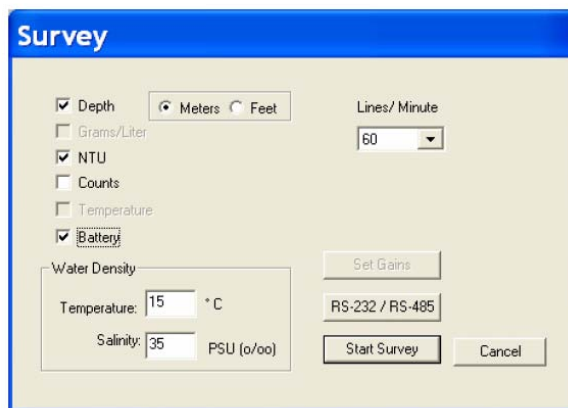 Survey
Depth
Meters
Feet
Lines/ Minute
Grams/Liter
60
NTU
Counts
Temperature
Battery
Water Density
Set Gains
Temperature: 15 ° C
RS-232 / RS-485
Salinity: 35 PSU (o/oo)
Start Survey
Cancel